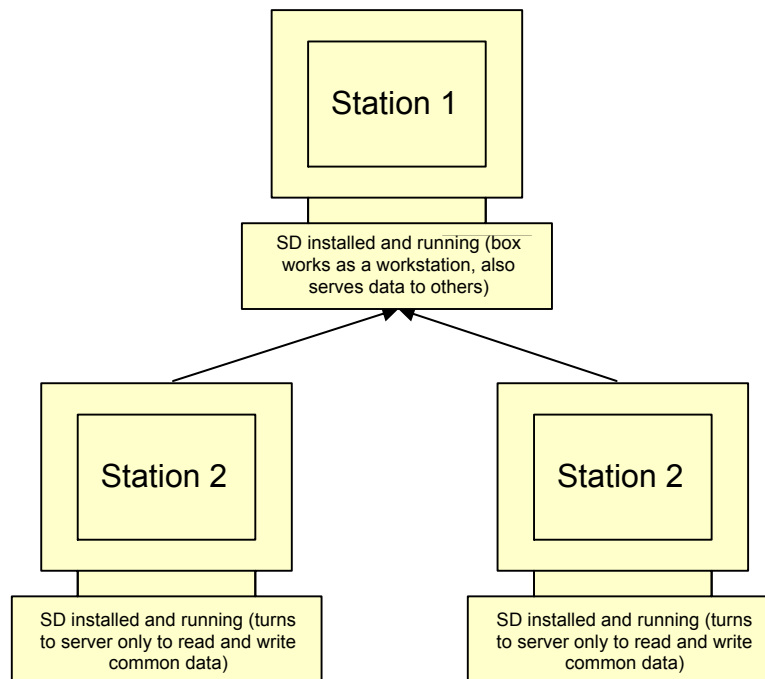 Station 1
SD installed and running (box
works as a workstation, also
serves data to others)
Station 2
Station 2
SD installed and running (turns
to server only to read and write
common data)
SD installed and running (turns
to server only to read and write
common data)